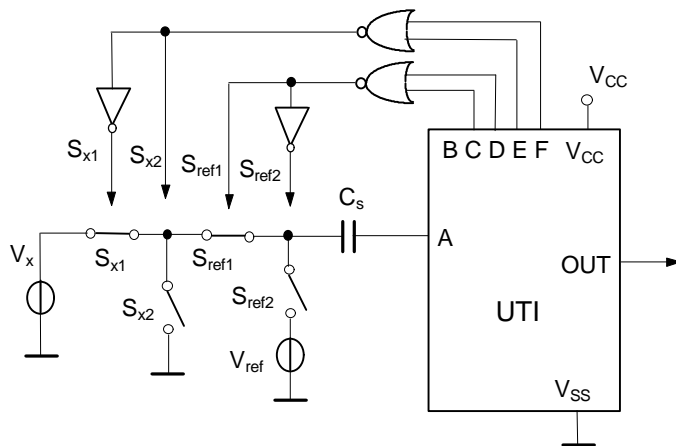 V_CC
B C D E F
V_CC
S_x1
S_x2
S_ref1
S_ref2
C_s
A
V_x
S_x1
S_ref1
OUT
S_x2
S_ref2
UTI
V_ref
V_SS